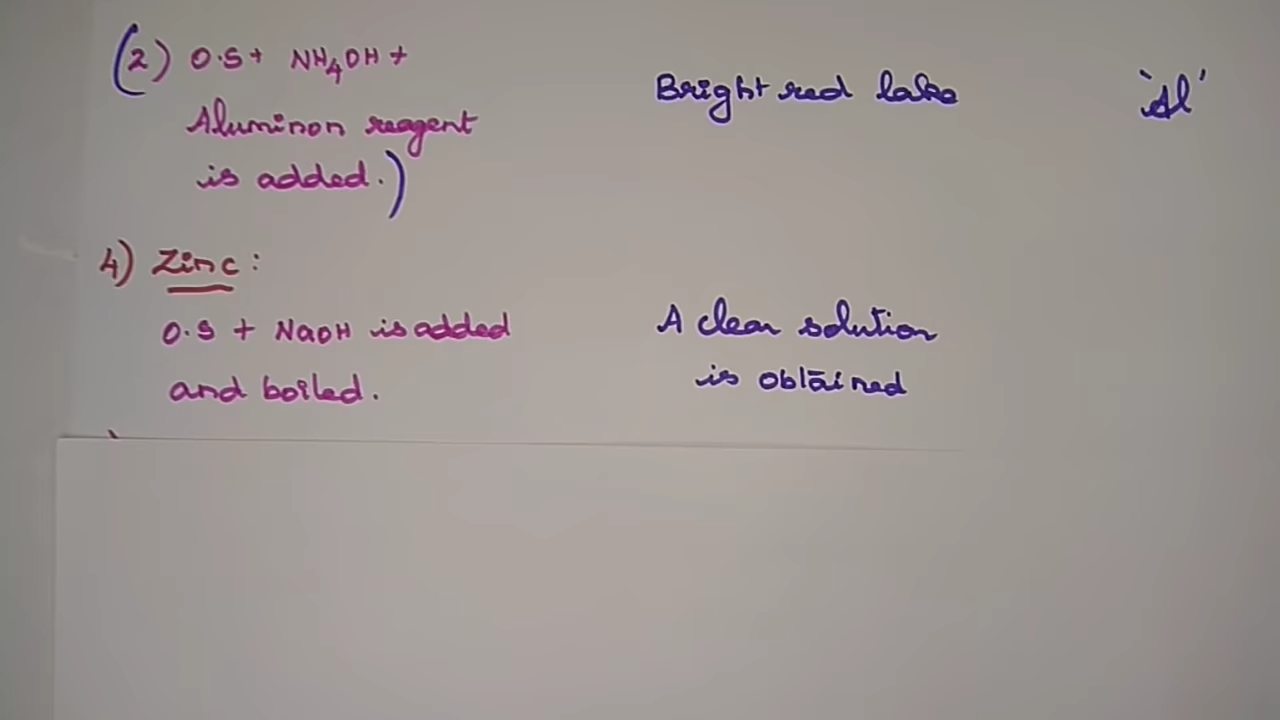 (2) O.S + NH4OH + Bright red lake 'Al'
Aluminon reagent
is added.)
4) Zinc:
O.S + NaOH is added A clear solution
and boiled. is obtained